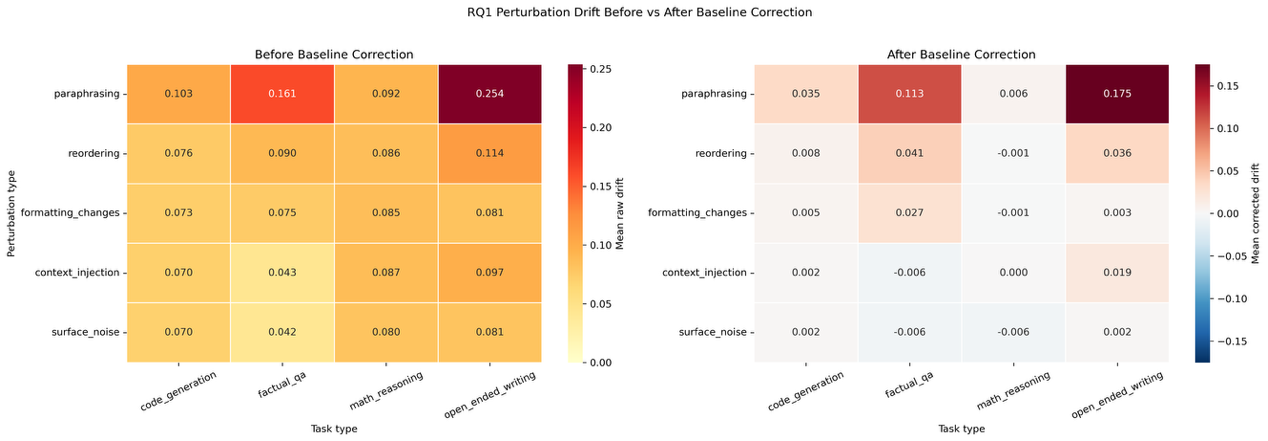 RQ1 Perturbation Drift Before vs After Baseline Correction
Before Baseline Correction
Perturbation type
paraphrasing 0.103 0.161 0.092 0.254
reordering 0.076 0.090 0.086 0.114
formatting_changes 0.073 0.075 0.085 0.081
context_injection 0.070 0.043 0.087 0.097
surface_noise 0.070 0.042 0.080 0.081
code_generation factual_qa math_reasoning open_ended_writing
Task type
0.25
0.20
0.15
0.10
0.05
0.00
Mean raw drift
After Baseline Correction
paraphrasing 0.035 0.113 0.006 0.175
reordering 0.008 0.041 -0.001 0.036
formatting_changes 0.005 0.027 -0.001 0.003
context_injection 0.002 -0.006 0.000 0.019
surface_noise 0.002 -0.006 -0.006 0.002
code_generation factual_qa math_reasoning open_ended_writing
Task type
0.15
0.10
0.05
0.00
−0.05
−0.10
−0.15
Mean corrected drift